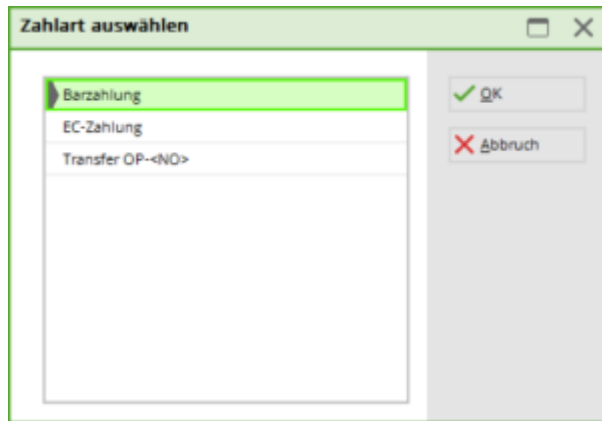 Zahlart auswählen
Barzahlung
EC-Zahlung
Transfer OP-<NO>
OK
Abbruch